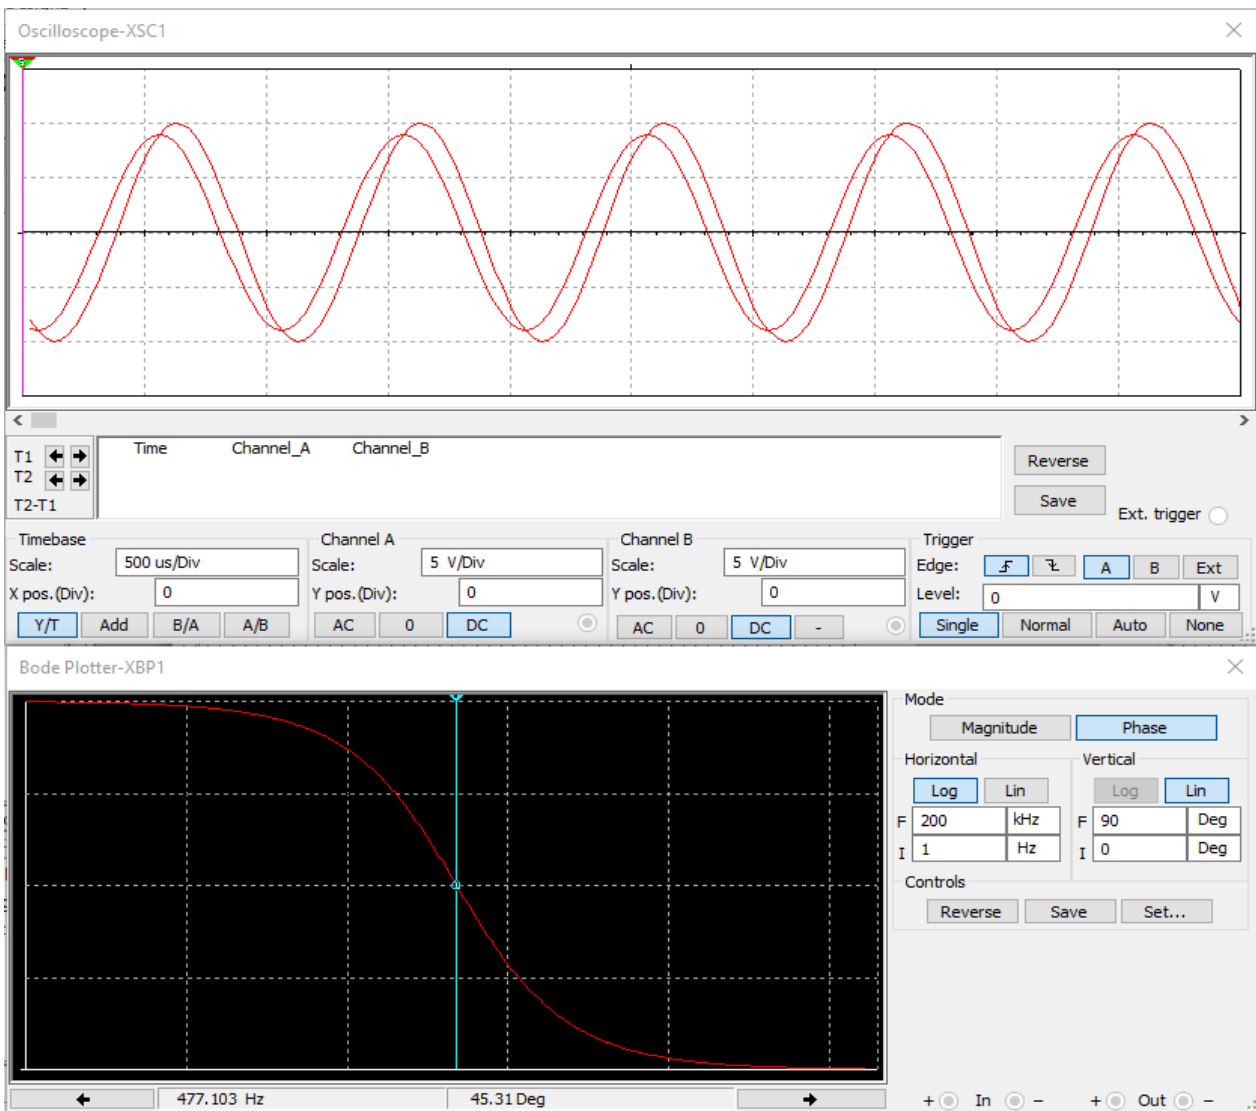 Oscilloscope-XSC1
T1
T2
T2-T1
Time Channel_A Channel_B
Reverse
Save
Ext. trigger
Timebase
Scale: 500 us/Div
X pos.(Div): 0
Y/T Add B/A A/B
Channel A
Scale: 5 V/Div
Y pos.(Div): 0
AC 0 DC
Channel B
Scale: 5 V/Div
Y pos.(Div): 0
AC 0 DC -
Trigger
Edge: A B Ext
Level: 0 V
Single Normal Auto None
Bode Plotter-XBP1
Mode
Magnitude Phase
Horizontal
Log Lin
F 200 kHz
I 1 Hz
Vertical
Log Lin
F 90 Deg
I 0 Deg
Controls
Reverse Save Set...
477.103 Hz 45.31 Deg
+ In - + Out -